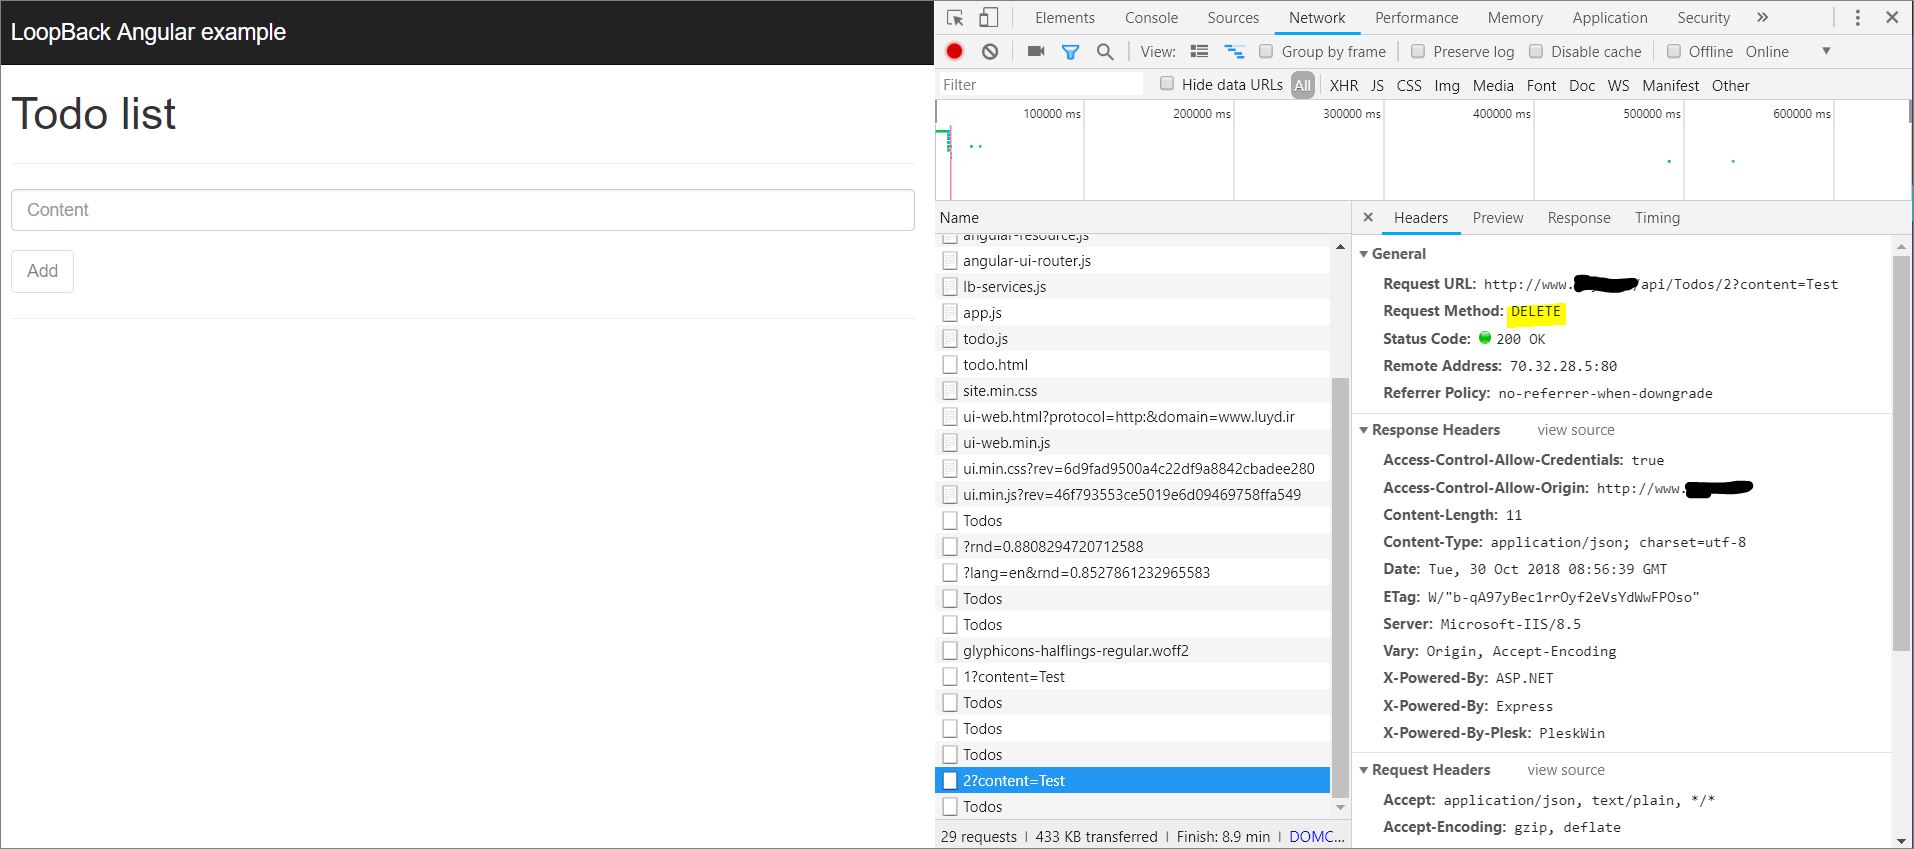 LoopBack Angular example
Todo list
Content
Add
Elements Console Sources Network Performance Memory Application Security »
View: Group by frame Preserve log Disable cache Offline Online
Filter Hide data URLs All XHR JS CSS Img Media Font Doc WS Manifest Other
100000 ms 200000 ms 300000 ms 400000 ms 500000 ms 600000 ms
Name
angular-resource.js
angular-ui-router.js
lb-services.js
app.js
todo.js
todo.html
site.min.css
ui-web.html?protocol=http:&domain=www.luyd.ir
ui-web.min.js
ui.min.css?rev=6d9fad9500a4c22df9a8842cbadee280
ui.min.js?rev=46f793553ce5019e6d09469758ffa549
Todos
?rnd=0.8808294720712588
?lang=en&rnd=0.8527861232965583
Todos
Todos
glyphicons-halflings-regular.woff2
1?content=Test
Todos
Todos
Todos
2?content=Test
Todos
29 requests | 433 KB transferred | Finish: 8.9 min | DOMC...
× Headers Preview Response Timing
General
Request URL: http://www. /api/Todos/2?content=Test
Request Method: DELETE
Status Code: 200 OK
Remote Address: 70.32.28.5:80
Referrer Policy: no-referrer-when-downgrade
Response Headers view source
Access-Control-Allow-Credentials: true
Access-Control-Allow-Origin: http://www.
Content-Length: 11
Content-Type: application/json; charset=utf-8
Date: Tue, 30 Oct 2018 08:56:39 GMT
ETag: W/"b-qA97yBec1rrOyf2eVsYdWwFPOso"
Server: Microsoft-IIS/8.5
Vary: Origin, Accept-Encoding
X-Powered-By: ASP.NET
X-Powered-By: Express
X-Powered-By-Plesk: PleskWin
Request Headers view source
Accept: application/json, text/plain, */*
Accept-Encoding: gzip, deflate